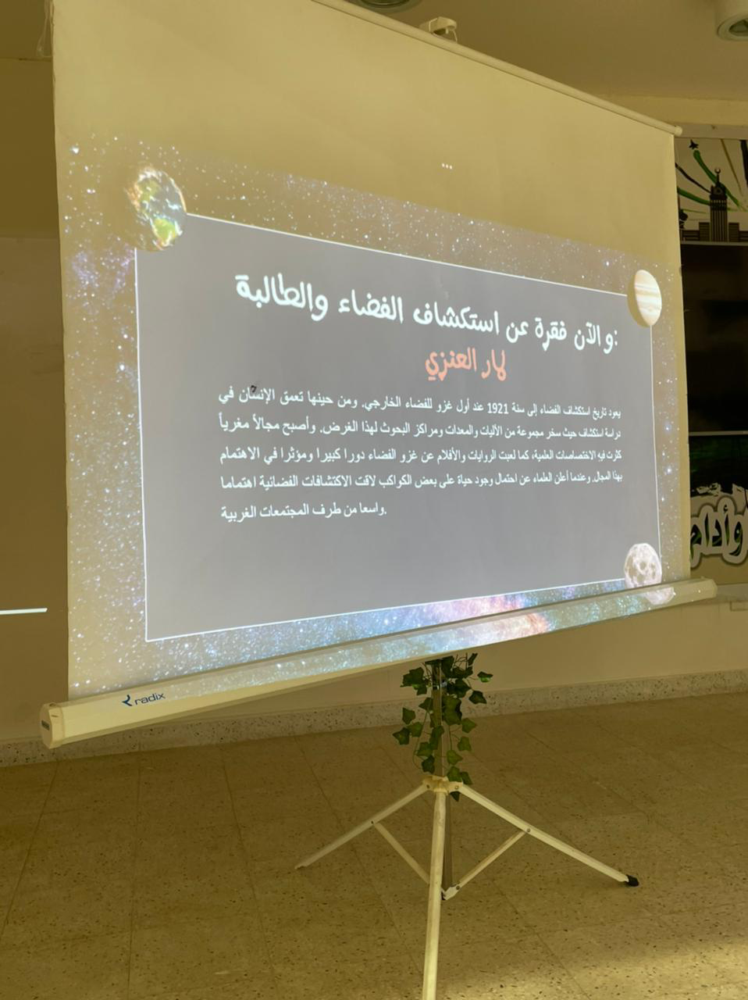 و الآن فقرة عن استكشاف الفضاء والطالبة:
لمار العنزي
يعود تاريخ استكشاف الفضاء إلى سنة 1921 عند أول غزو للفضاء الخارجي. ومن حينها تعمق الإنسان في
دراسة استكشاف حيث سخر مجموعة من الآليات والمعدات ومراكز البحوث لهذا الغرض. وأصبح مجالاً مغرياً
كثرت فيه الاختصاصات العلمية، كما لعبت الروايات والأفلام عن غزو الفضاء دورا كبيرا ومؤثرا في الاهتمام
بهذا المجال. وعندما أعلن العلماء عن احتمال وجود حياة على بعض الكواكب لاقت الاكتشافات الفضائية اهتماما
واسعا من طرف المجتمعات الغربية.
radix
وأدام